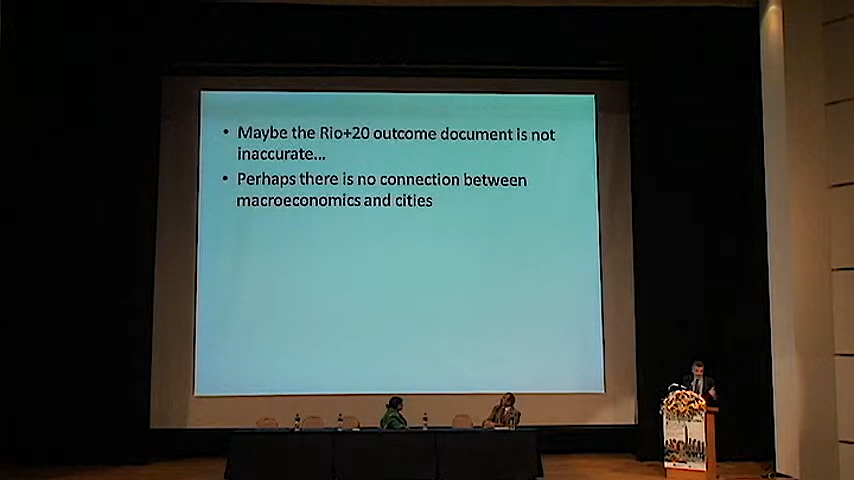 • Maybe the Rio+20 outcome document is not
inaccurate...
• Perhaps there is no connection between
macroeconomics and cities